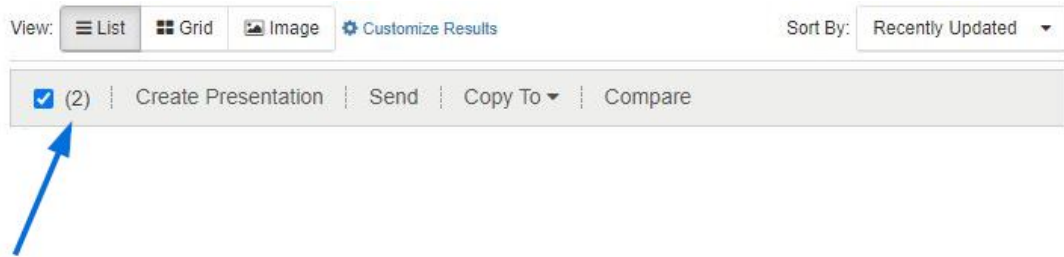 View: List Grid Image Customize Results Sort By: Recently Updated
(2) Create Presentation Send Copy To Compare